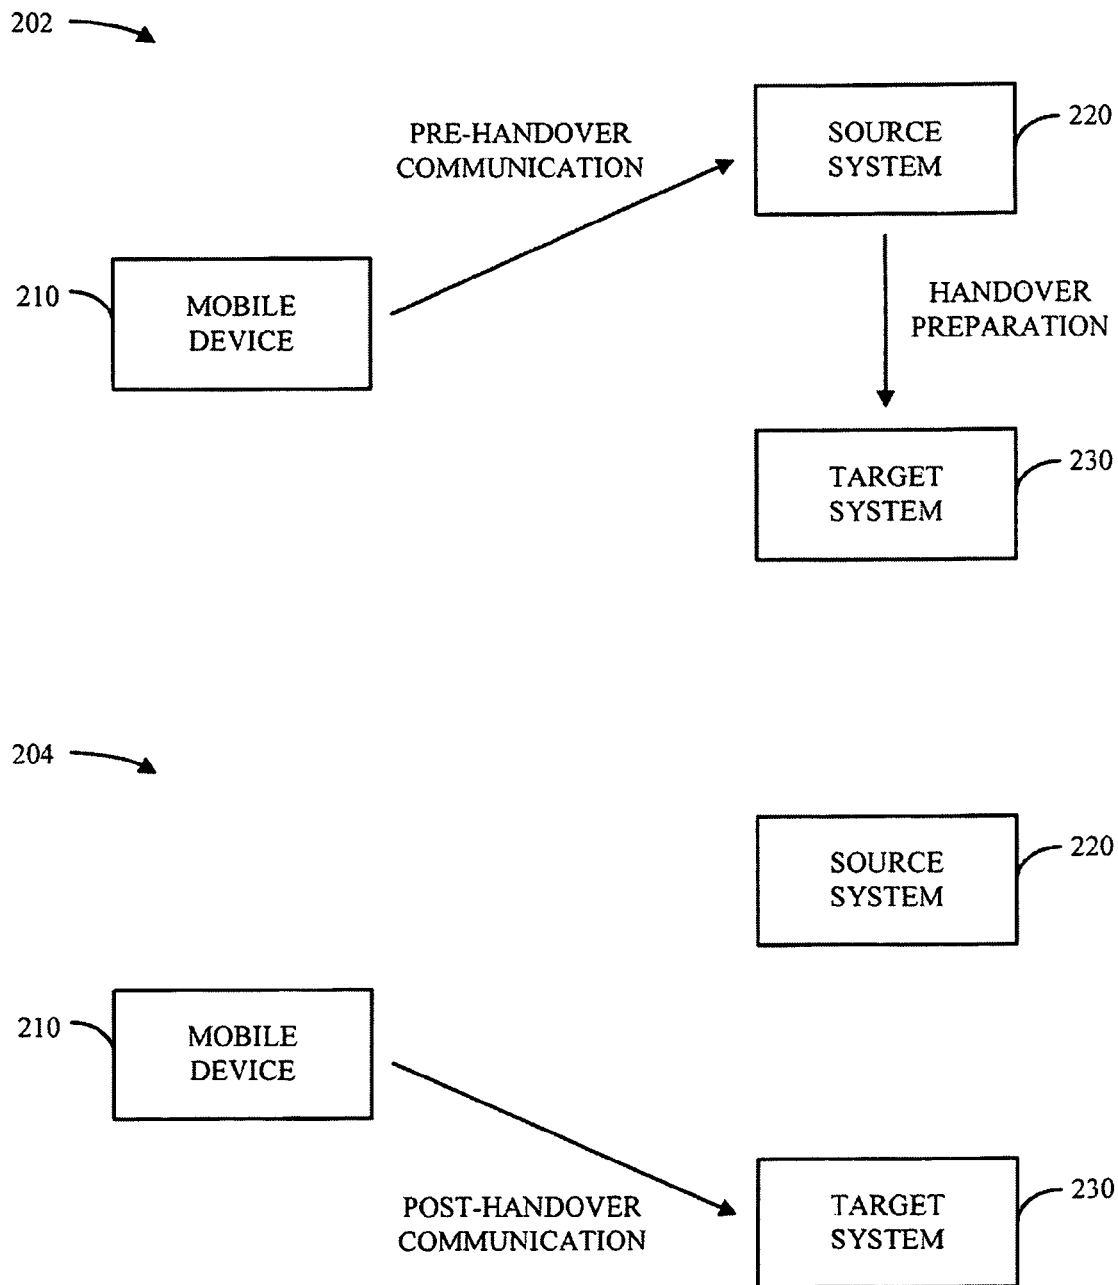 202
PRE-HANDOVER
COMMUNICATION
SOURCE
SYSTEM
220
210
MOBILE
DEVICE
HANDOVER
PREPARATION
TARGET
SYSTEM
230
204
SOURCE
SYSTEM
220
210
MOBILE
DEVICE
POST-HANDOVER
COMMUNICATION
TARGET
SYSTEM
230